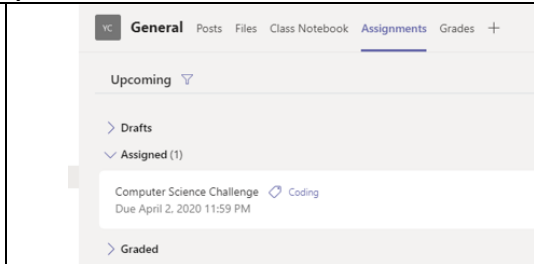 YC General Posts Files Class Notebook Assignments Grades +
Upcoming
Drafts
Assigned (1)
Computer Science Challenge Coding
Due April 2, 2020 11:59 PM
Graded